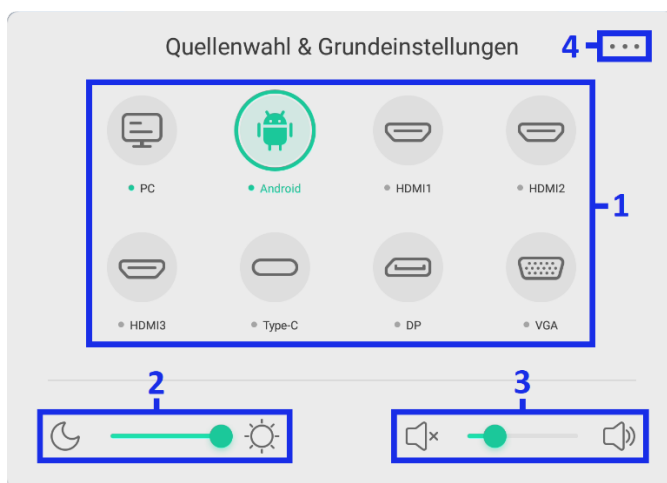 Quellenwahl & Grundeinstellungen 4
PC Android HDMI1 HDMI2
1
HDMI3 Type-C DP VGA
2 3